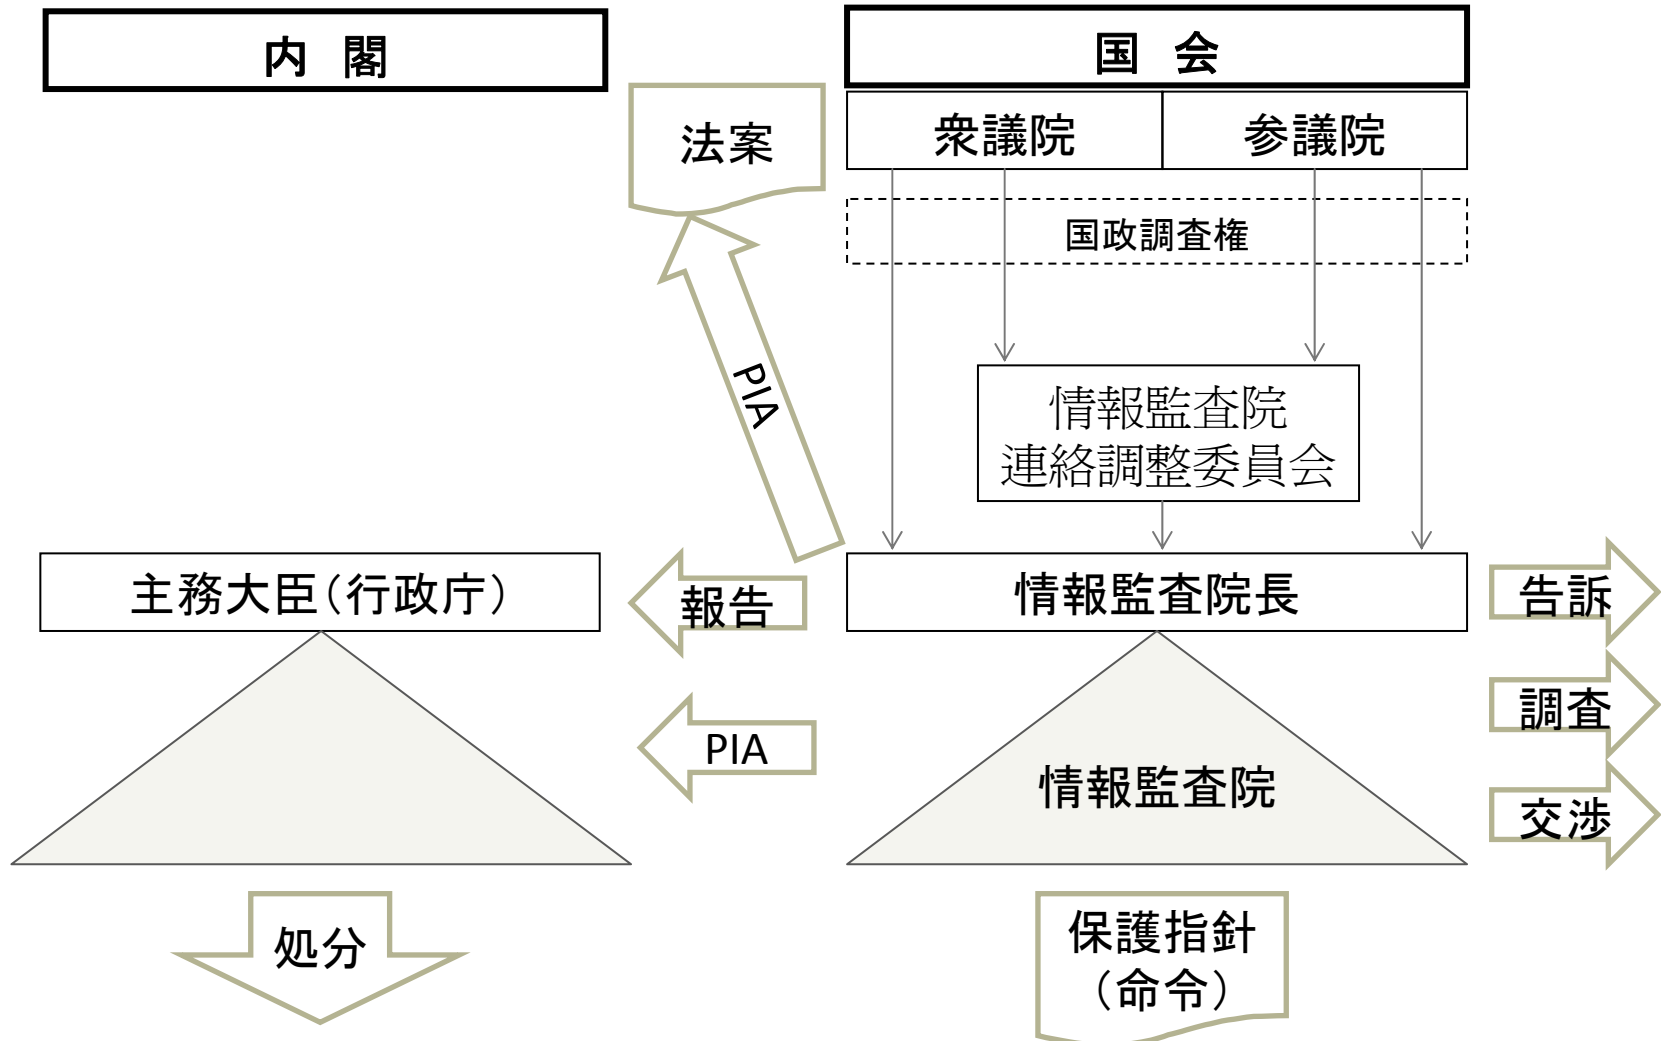 内　閣
国　会
法案
衆議院
参議院
国政調査権
PIA
情報監査院
連絡調整委員会
主務大臣（行政庁）
報告
情報監査院長
告訴
調査
PIA
情報監査院
交渉
処分
保護指針
（命令）